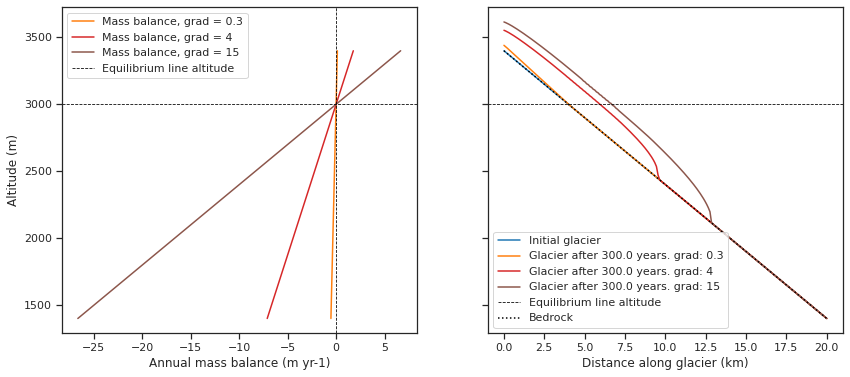 Mass balance, grad = 0.3
Mass balance, grad = 4
Mass balance, grad = 15
Equilibrium line altitude
3500
3000
2500
2000
1500
Altitude (m)
−25 −20 −15 −10 −5 0 5
Annual mass balance (m yr-1)
Initial glacier
Glacier after 300.0 years. grad: 0.3
Glacier after 300.0 years. grad: 4
Glacier after 300.0 years. grad: 15
Equilibrium line altitude
Bedrock
0.0 2.5 5.0 7.5 10.0 12.5 15.0 17.5 20.0
Distance along glacier (km)